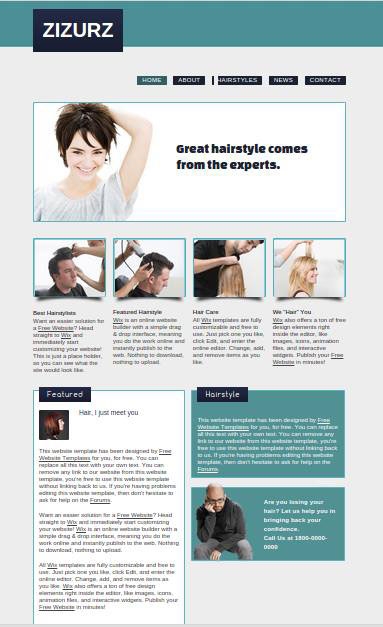 ZIZURZ
HOME ABOUT HAIRSTYLES NEWS CONTACT
Great hairstyle comes
from the experts.
Best Hairstylists
Want an easier solution for
a Free Website? Head
straight to Wix and
immediately start
customizing your website!
This is just a place holder,
so you can see what the
site would look like.
Featured Hairstyle
Wix is an online website
builder with a simple drag
& drop interface, meaning
you do the work online and
instantly publish to the
web. Nothing to download,
nothing to install.
Hair Care
All Wix templates are fully
customizable and free to
use. Just pick one you like,
click Edit, and enter the
online editor. Change, add,
and remove items as you
like.
We "Hair" You
Wix also offers a ton of free
design elements right
inside the editor, like
images, icons, animation
files, and interactive
widgets. Publish your Free
Website in minutes!
Featured
Hair, I just meet you
This website template has been designed by Free
Website Templates for you, for free. You can
replace all this text with your own text. You can
remove any link to our website from this website
template, you're free to use this website template
without linking back to us. If you're having problems
editing this website template, then don't hesitate to
ask for help on the Forums.
Want an easier solution for a Free Website? Head
straight to Wix and immediately start customizing
your website! Wix is an online website builder with a
simple drag & drop interface, meaning you do the
work online and instantly publish to the web. Nothing
to download, nothing to install.
All Wix templates are fully customizable and free to
use. Just pick one you like, click Edit, and enter the
online editor. Change, add, and remove items as
you like. Wix also offers a ton of free design
elements right inside the editor, like images, icons,
animation files, and interactive widgets. Publish your
Free Website in minutes!
Hairstyle
This website template has been designed by Free
Website Templates for you, for free. You can replace
all this text with your own text. You can remove any
link to our website from this website template, you're
free to use this website template without linking back
to us. If you're having problems editing this website
template, then don't hesitate to ask for help on the
Forums.
Are you losing your
hair? Let us help you in
bringing back your
confidence.
Call Us at 1800-0000-
0000